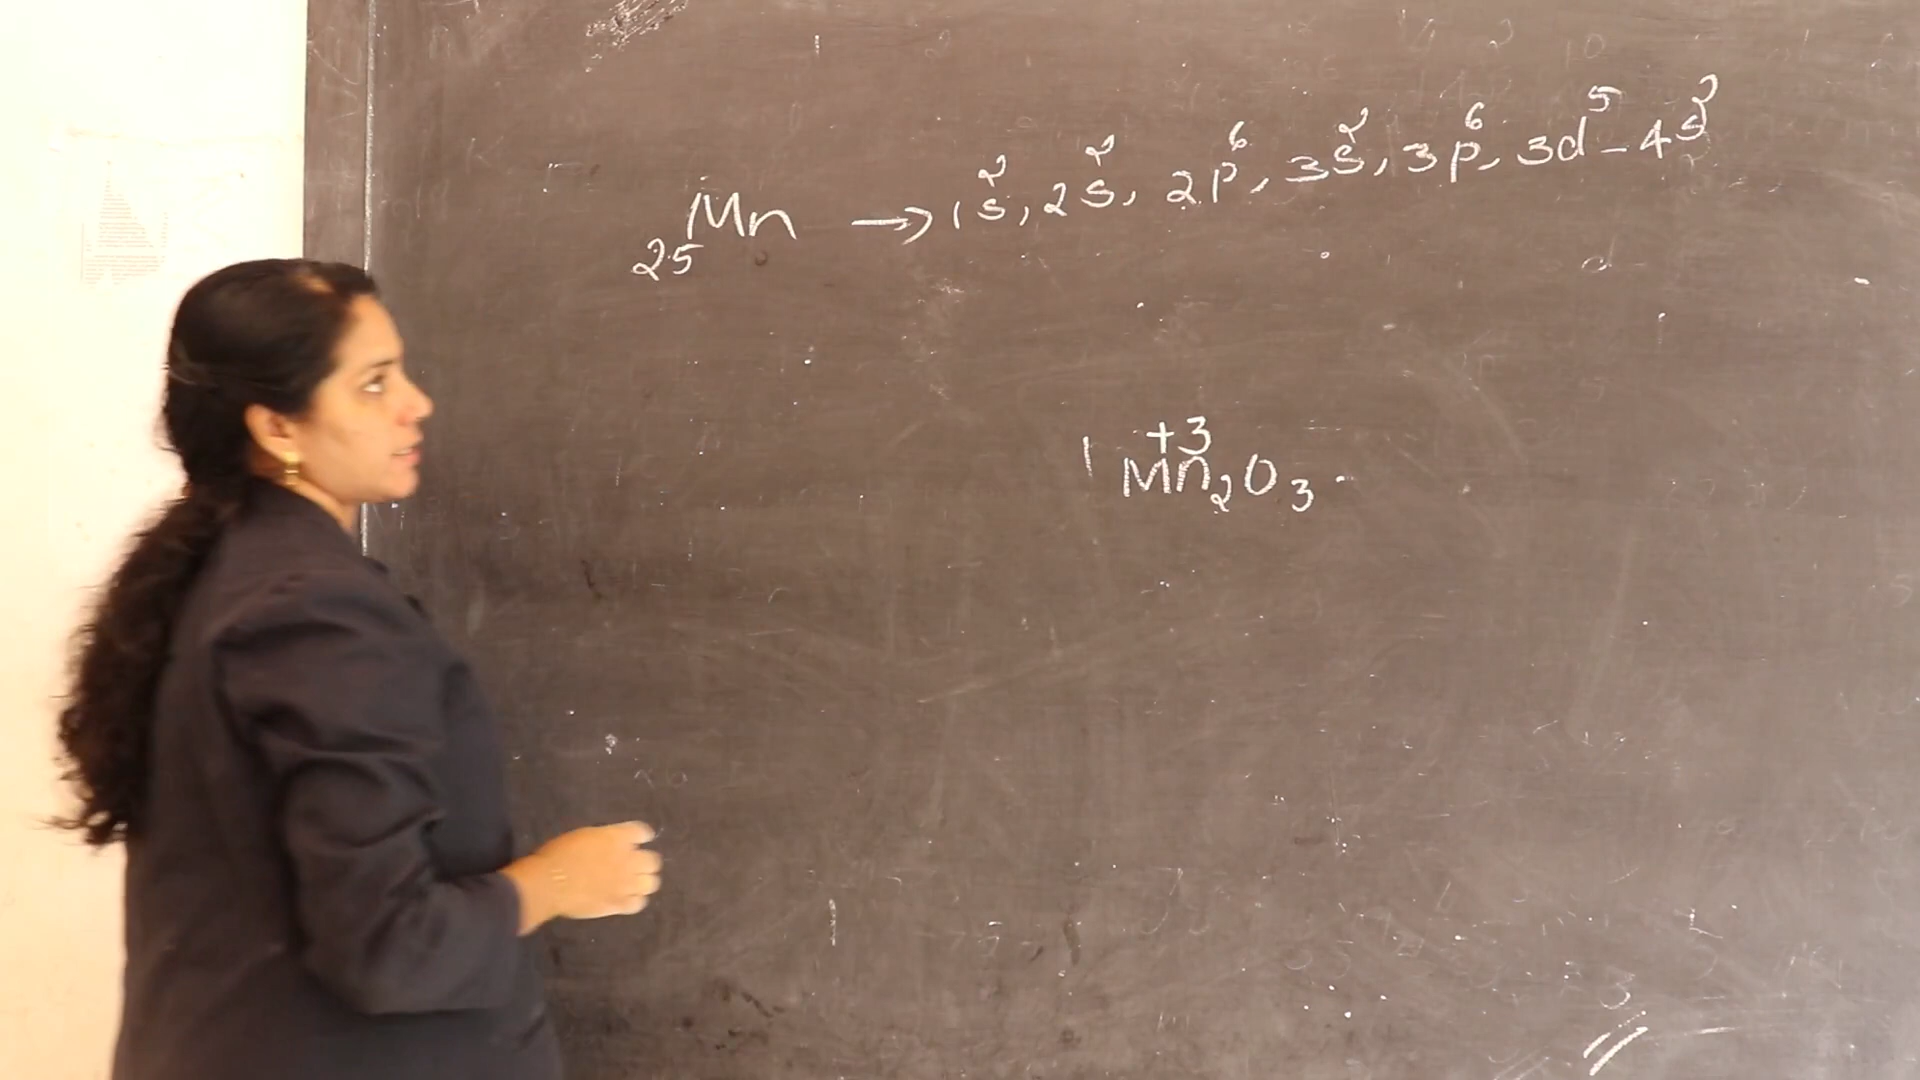 ₂₅Mn → 1s², 2s², 2p⁶, 3s², 3p⁶, 3d⁵ - 4s²
+3
Mn₂O₃